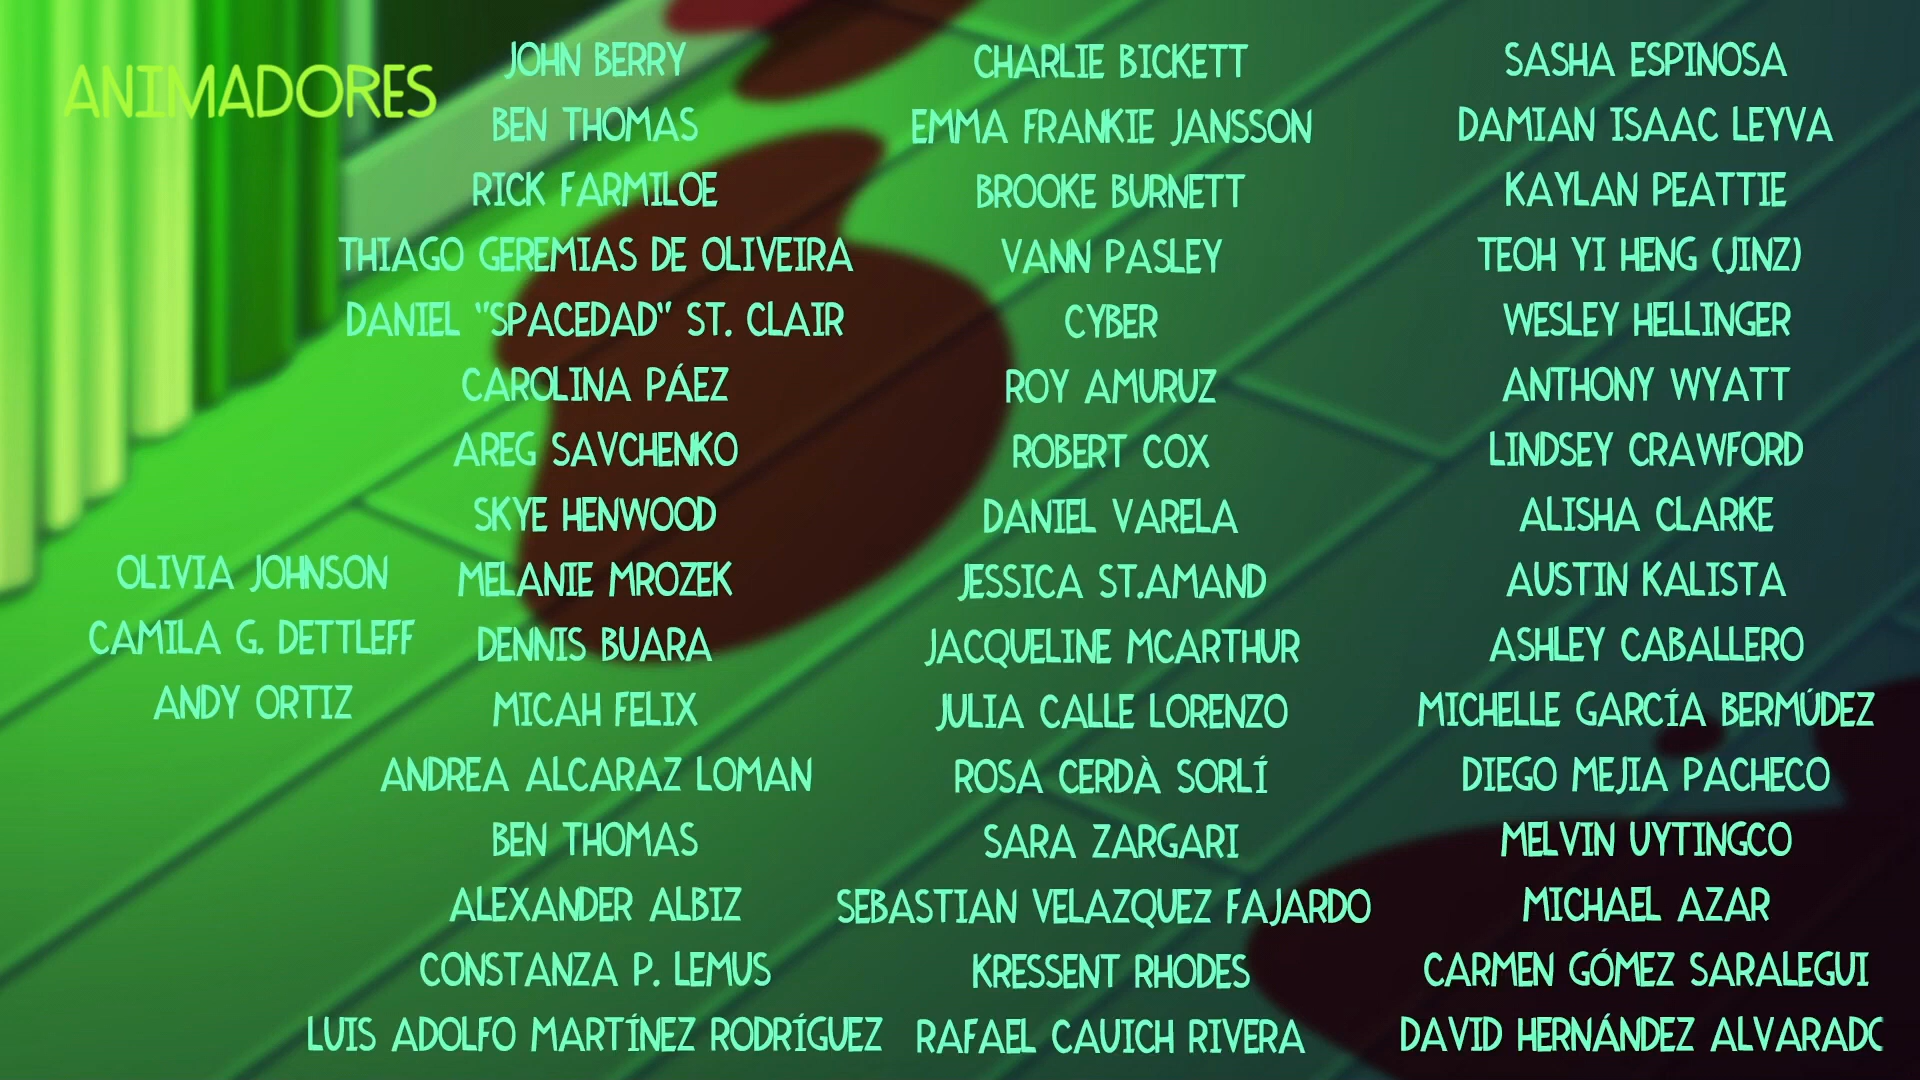 ANIMADORES
OLIVIA JOHNSON
CAMILA G. DETTLEFF
ANDY ORTIZ
JOHN BERRY
BEN THOMAS
RICK FARMILOE
THIAGO GEREMIAS DE OLIVEIRA
DANIEL "SPACEDAD" ST. CLAIR
CAROLINA PÁEZ
AREG SAVCHENKO
SKYE HENWOOD
MELANIE MROZEK
DENNIS BUARA
MICAH FELIX
ANDREA ALCARAZ LOMAN
BEN THOMAS
ALEXANDER ALBIZ
CONSTANZA P. LEMUS
LUIS ADOLFO MARTÍNEZ RODRÍGUEZ
CHARLIE BICKETT
EMMA FRANKIE JANSSON
BROOKE BURNETT
VANN PASLEY
CYBER
ROY AMURUZ
ROBERT COX
DANIEL VARELA
JESSICA ST.AMAND
JACQUELINE MCARTHUR
JULIA CALLE LORENZO
ROSA CERDÀ SORLÍ
SARA ZARGARI
SEBASTIAN VELAZQUEZ FAJARDO
KRESSENT RHODES
RAFAEL CAUICH RIVERA
SASHA ESPINOSA
DAMIAN ISAAC LEYVA
KAYLAN PEATTIE
TEOH YI HENG (JINZ)
WESLEY HELLINGER
ANTHONY WYATT
LINDSEY CRAWFORD
ALISHA CLARKE
AUSTIN KALISTA
ASHLEY CABALLERO
MICHELLE GARCÍA BERMÚDEZ
DIEGO MEJIA PACHECO
MELVIN UYTINGCO
MICHAEL AZAR
CARMEN GÓMEZ SARALEGUI
DAVID HERNÁNDEZ ALVARADO